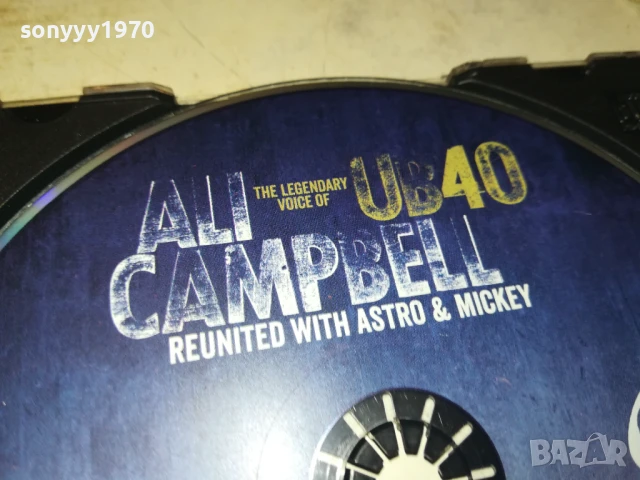 sonyyy1970
ALI
THE LEGENDARY
VOICE OF
UB40
CAMPBELL
REUNITED WITH ASTRO & MICKEY
BAZAR